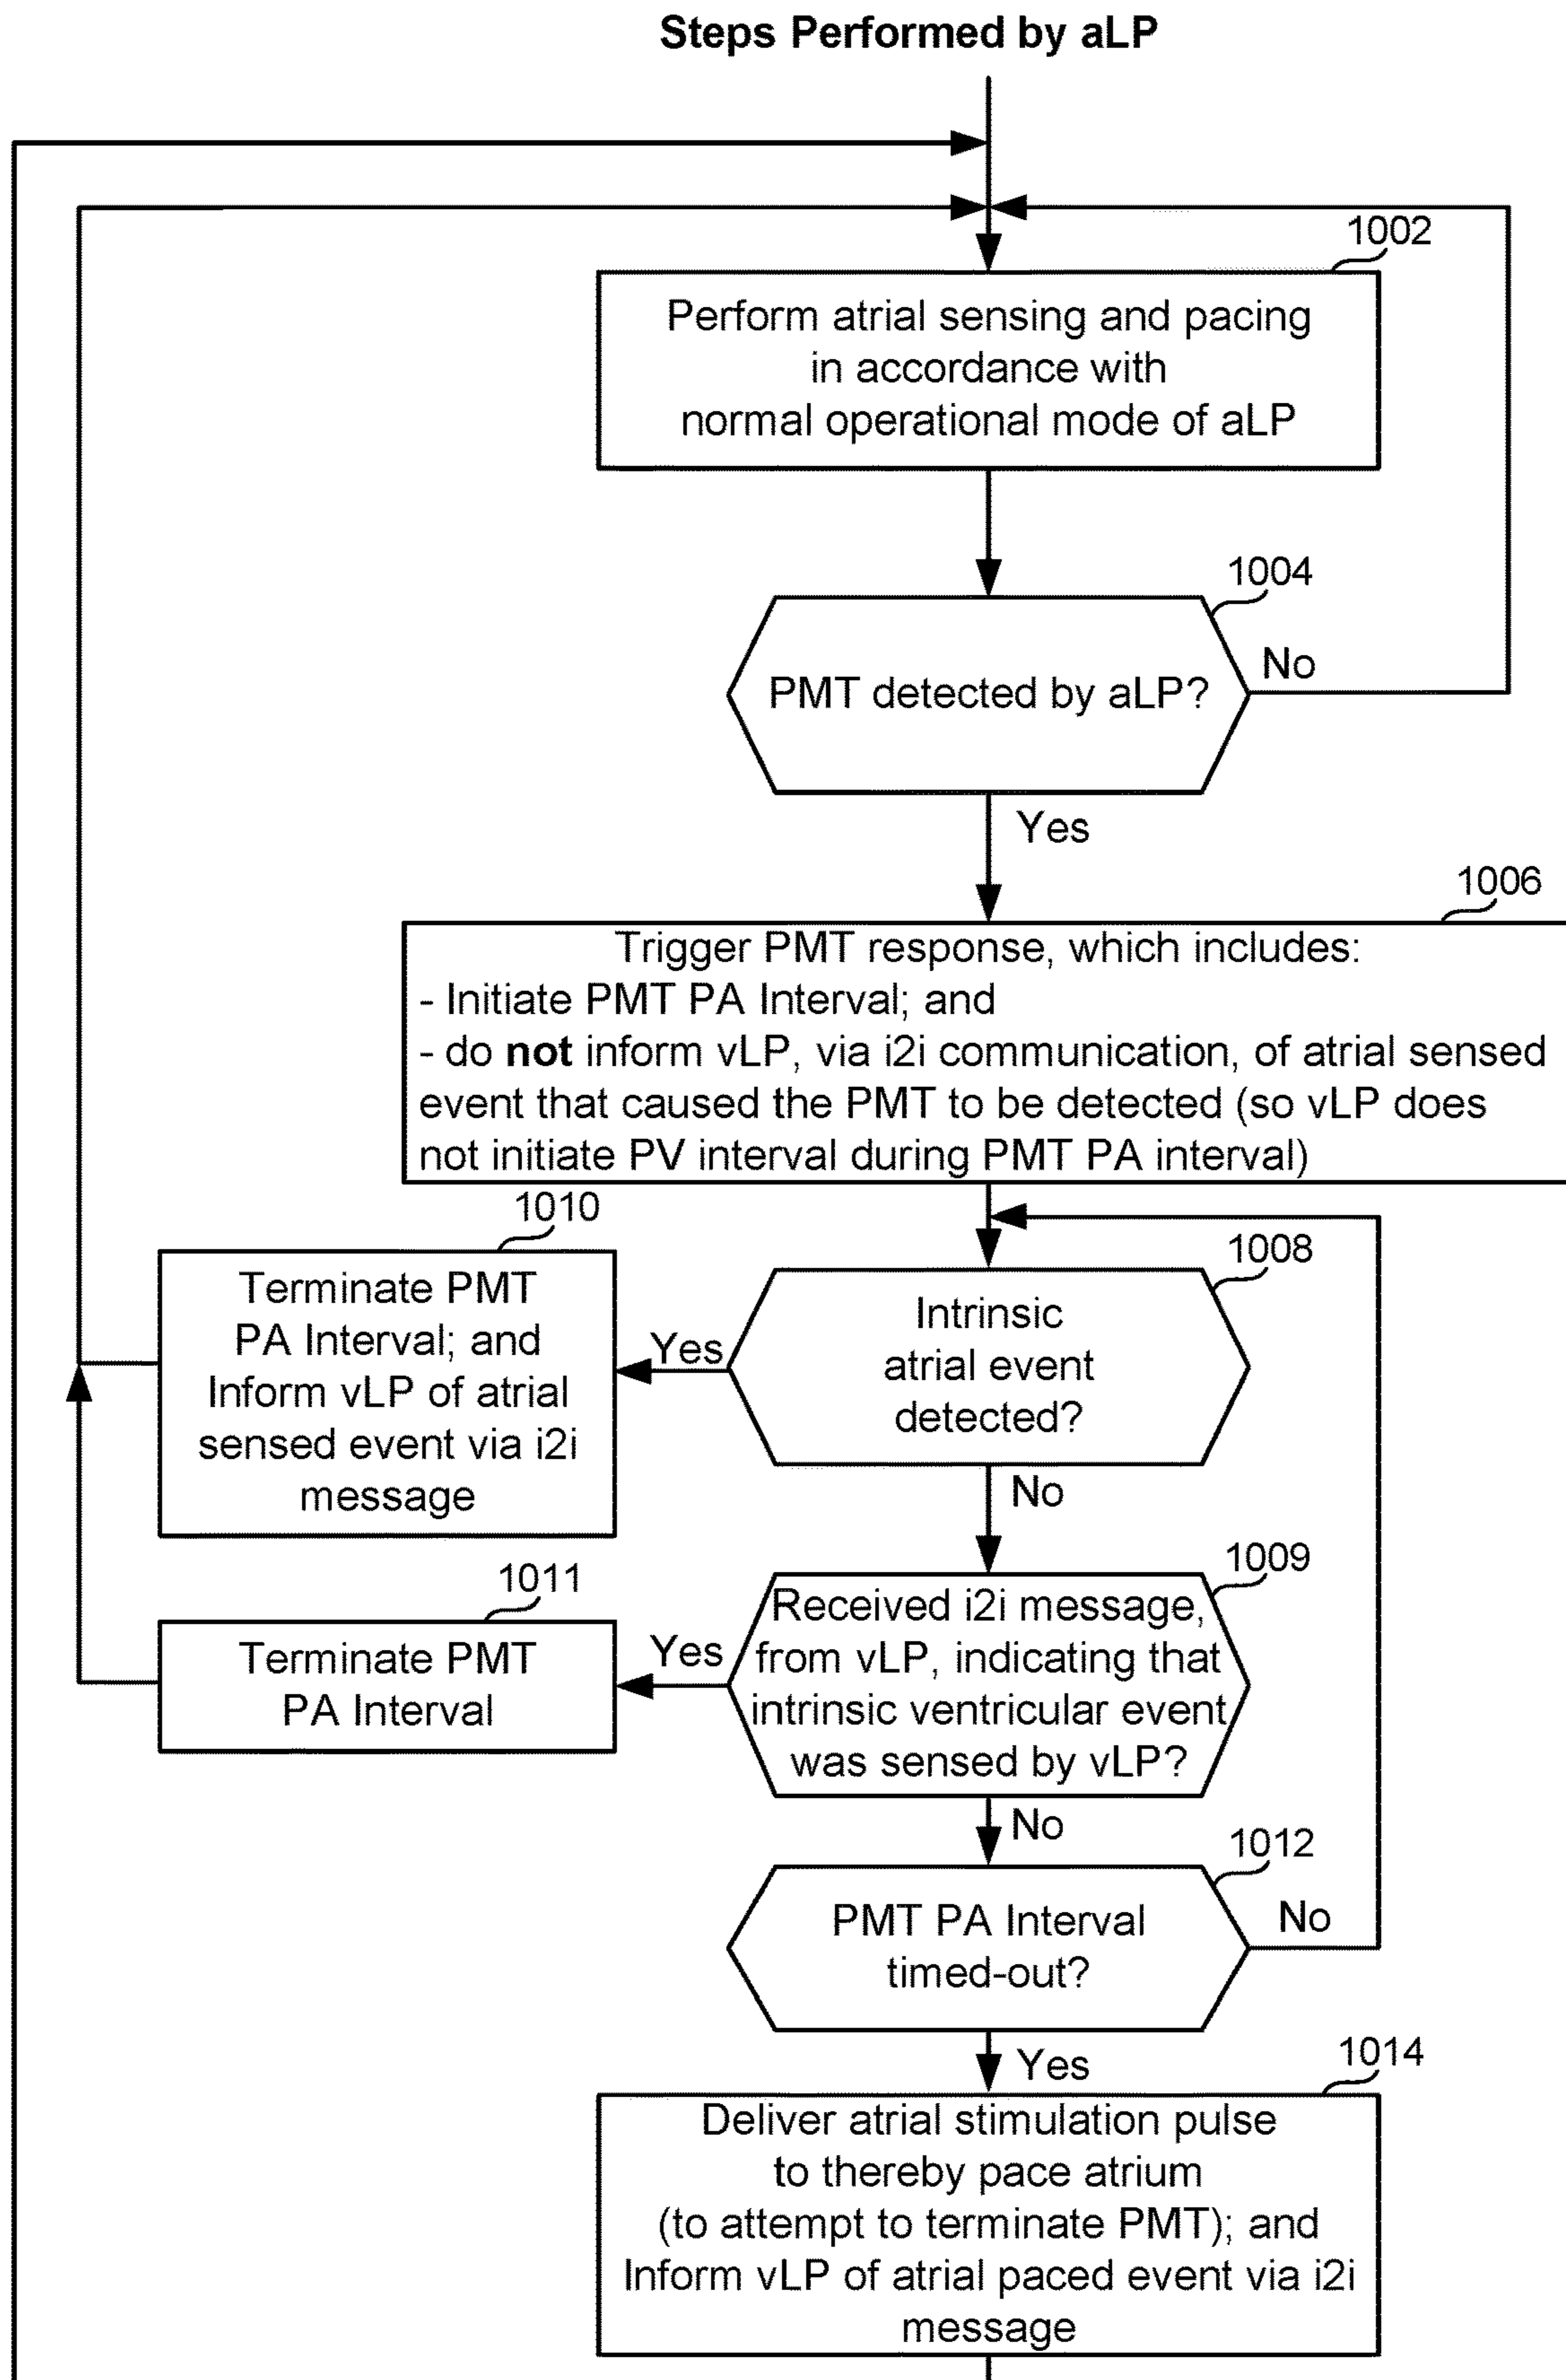 Steps Performed by aLP
1002
Perform atrial sensing and pacing
in accordance with
normal operational mode of aLP
1004
PMT detected by aLP?
No
Yes
1006
Trigger PMT response, which includes:
- Initiate PMT PA Interval; and
- do not inform vLP, via i2i communication, of atrial sensed
event that caused the PMT to be detected (so vLP does
not initiate PV interval during PMT PA interval)
1010
Terminate PMT
PA Interval; and
Inform vLP of atrial
sensed event via i2i
message
Yes
1008
Intrinsic
atrial event
detected?
No
1011
Terminate PMT
PA Interval
Yes
1009
Received i2i message,
from vLP, indicating that
intrinsic ventricular event
was sensed by vLP?
No
1012
PMT PA Interval
timed-out?
No
Yes
1014
Deliver atrial stimulation pulse
to thereby pace atrium
(to attempt to terminate PMT); and
Inform vLP of atrial paced event via i2i
message